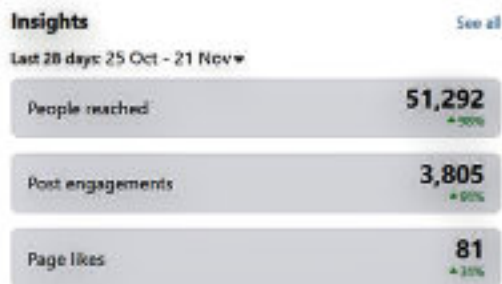 Insights
See all
Last 28 days: 25 Oct - 21 Nov
People reached
51,292
Post engagements
3,805
Page likes
81